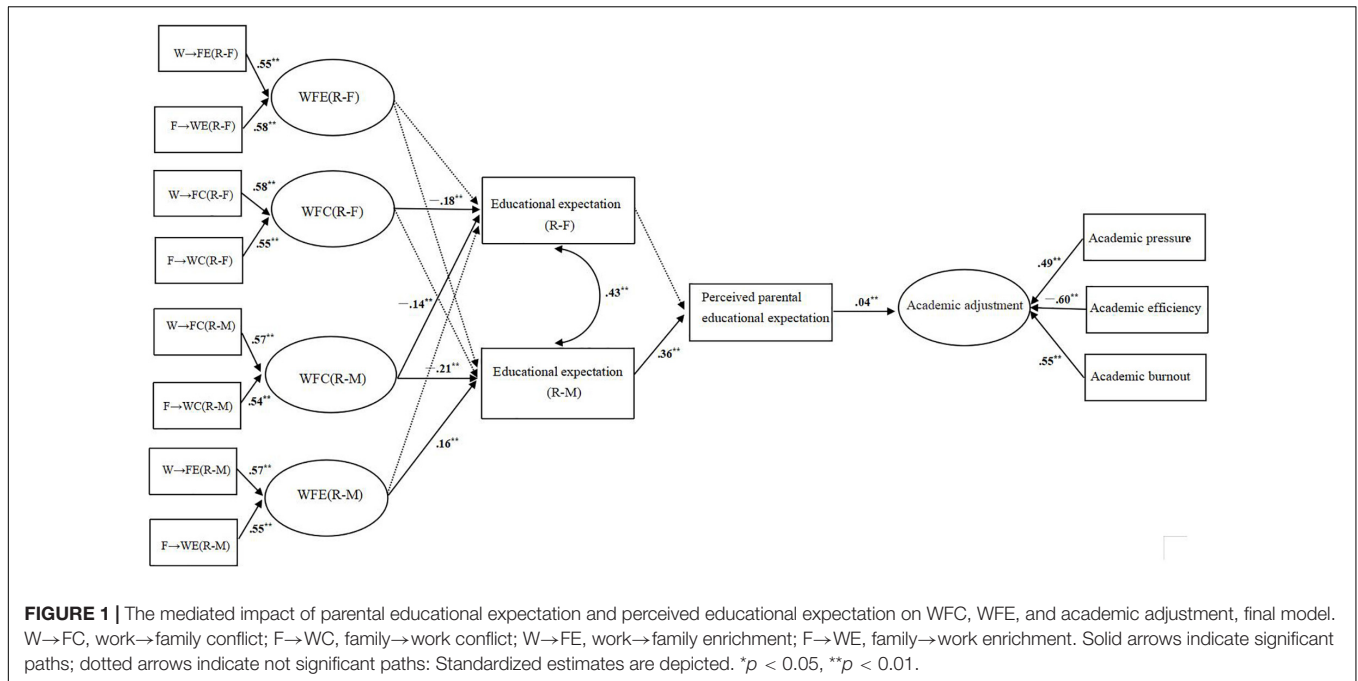 W→FE(R-F)
.55**
WFE(R-F)
F→WE(R-F)
.58**
W→FC(R-F)
.58**
WFC(R-F)
F→WC(R-F)
.55**
W→FC(R-M)
.57**
WFC(R-M)
F→WC(R-M)
.54**
W→FE(R-M)
.57**
WFE(R-M)
F→WE(R-M)
.55**
−.18**
−.14**
−.21**
.16**
Educational expectation
(R-F)
.43**
Educational expectation
(R-M)
.36**
Perceived parental
educational expectation
.04**
Academic adjustment
.49**
−.60**
.55**
Academic pressure
Academic efficiency
Academic burnout
FIGURE 1 | The mediated impact of parental educational expectation and perceived educational expectation on WFC, WFE, and academic adjustment, final model.
W→FC, work→family conflict; F→WC, family→work conflict; W→FE, work→family enrichment; F→WE, family→work enrichment. Solid arrows indicate significant
paths; dotted arrows indicate not significant paths: Standardized estimates are depicted. *p < 0.05, **p < 0.01.